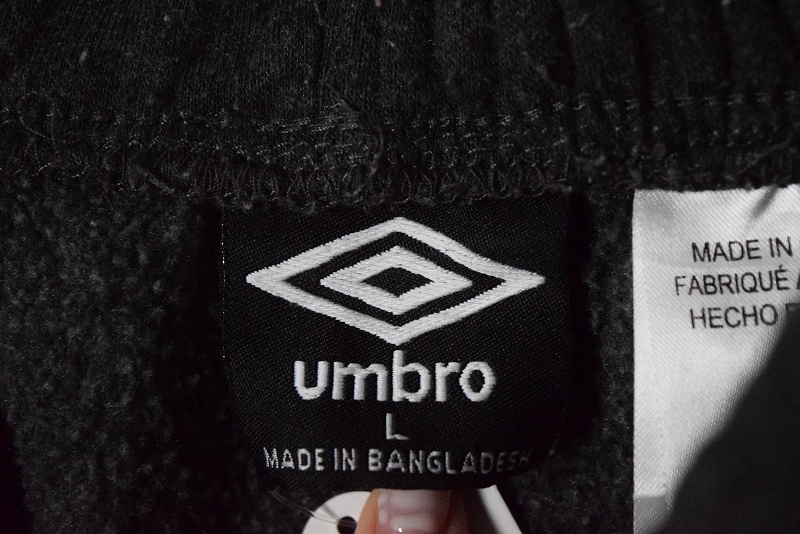 umbro
L
MADE IN BANGLADESH
MADE IN
FABRIQUÉ
HECHO